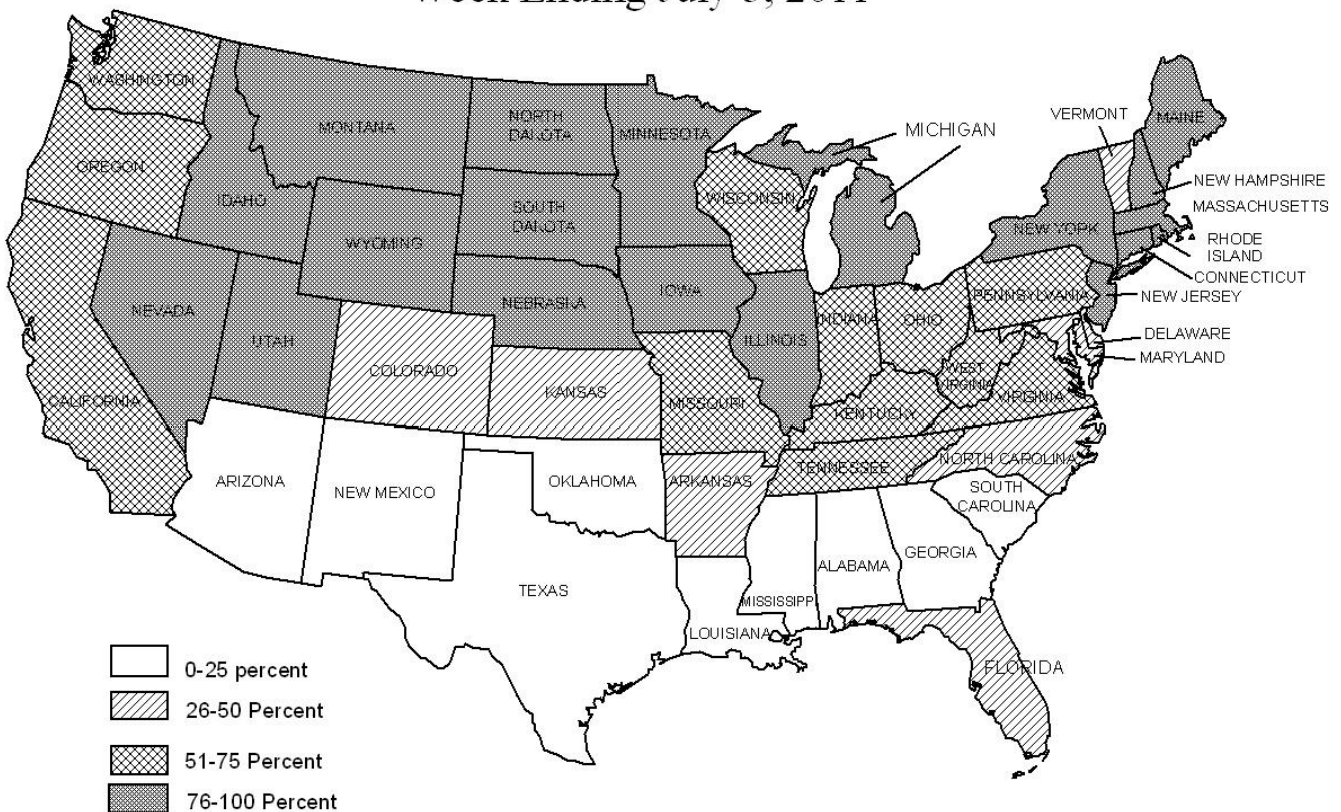 WASHINGTON
OREGON
CALIFORNIA
NEVADA
IDAHO
MONTANA
WYOMING
UTAH
COLORADO
ARIZONA
NEW MEXICO
NORTH
DAKOTA
SOUTH
DAKOTA
NEBRASKA
KANSAS
OKLAHOMA
TEXAS
MINNESOTA
IOWA
MISSOURI
ARKANSAS
LOUISIANA
WISCONSIN
ILLINOIS
MICHIGAN
INDIANA
OHIO
KENTUCKY
TENNESSEE
MISSISSIPP
ALABAMA
GEORGIA
FLORIDA
SOUTH
CAROLINA
NORTH CAROLINA
VIRGINIA
WEST
VIRGINIA
PENNSYLVANIA
NEW YORK
VERMONT
MAINE
NEW HAMPSHIRE
MASSACHUSETTS
RHODE
ISLAND
CONNECTICUT
NEW JERSEY
DELAWARE
MARYLAND
0-25 percent
26-50 Percent
51-75 Percent
76-100 Percent